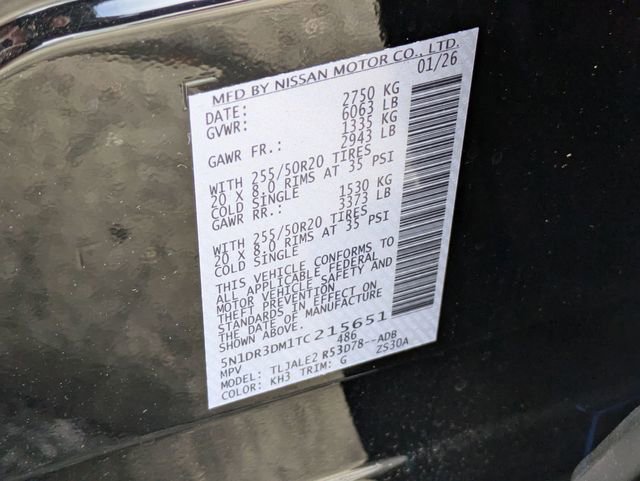 MFD BY NISSAN MOTOR CO., LTD.
DATE: 01/26
GVWR: 2750 KG
6063 LB
GAWR FR.: 1335 KG
2943 LB
WITH 255/50R20 TIRES
20 X 8.0 RIMS AT 35 PSI
COLD SINGLE
GAWR RR.: 1530 KG
3373 LB
WITH 255/50R20 TIRES
20 X 8.0 RIMS AT 35 PSI
COLD SINGLE
THIS VEHICLE CONFORMS TO
ALL APPLICABLE FEDERAL
MOTOR VEHICLE SAFETY AND
THEFT PREVENTION
STANDARDS IN EFFECT ON
THE DATE OF MANUFACTURE
SHOWN ABOVE.
5N1DR3DM1TC215651
MPV 486
MODEL: TLJALE2 R53D78--ADB
COLOR: KH3 TRIM: G ZS30A